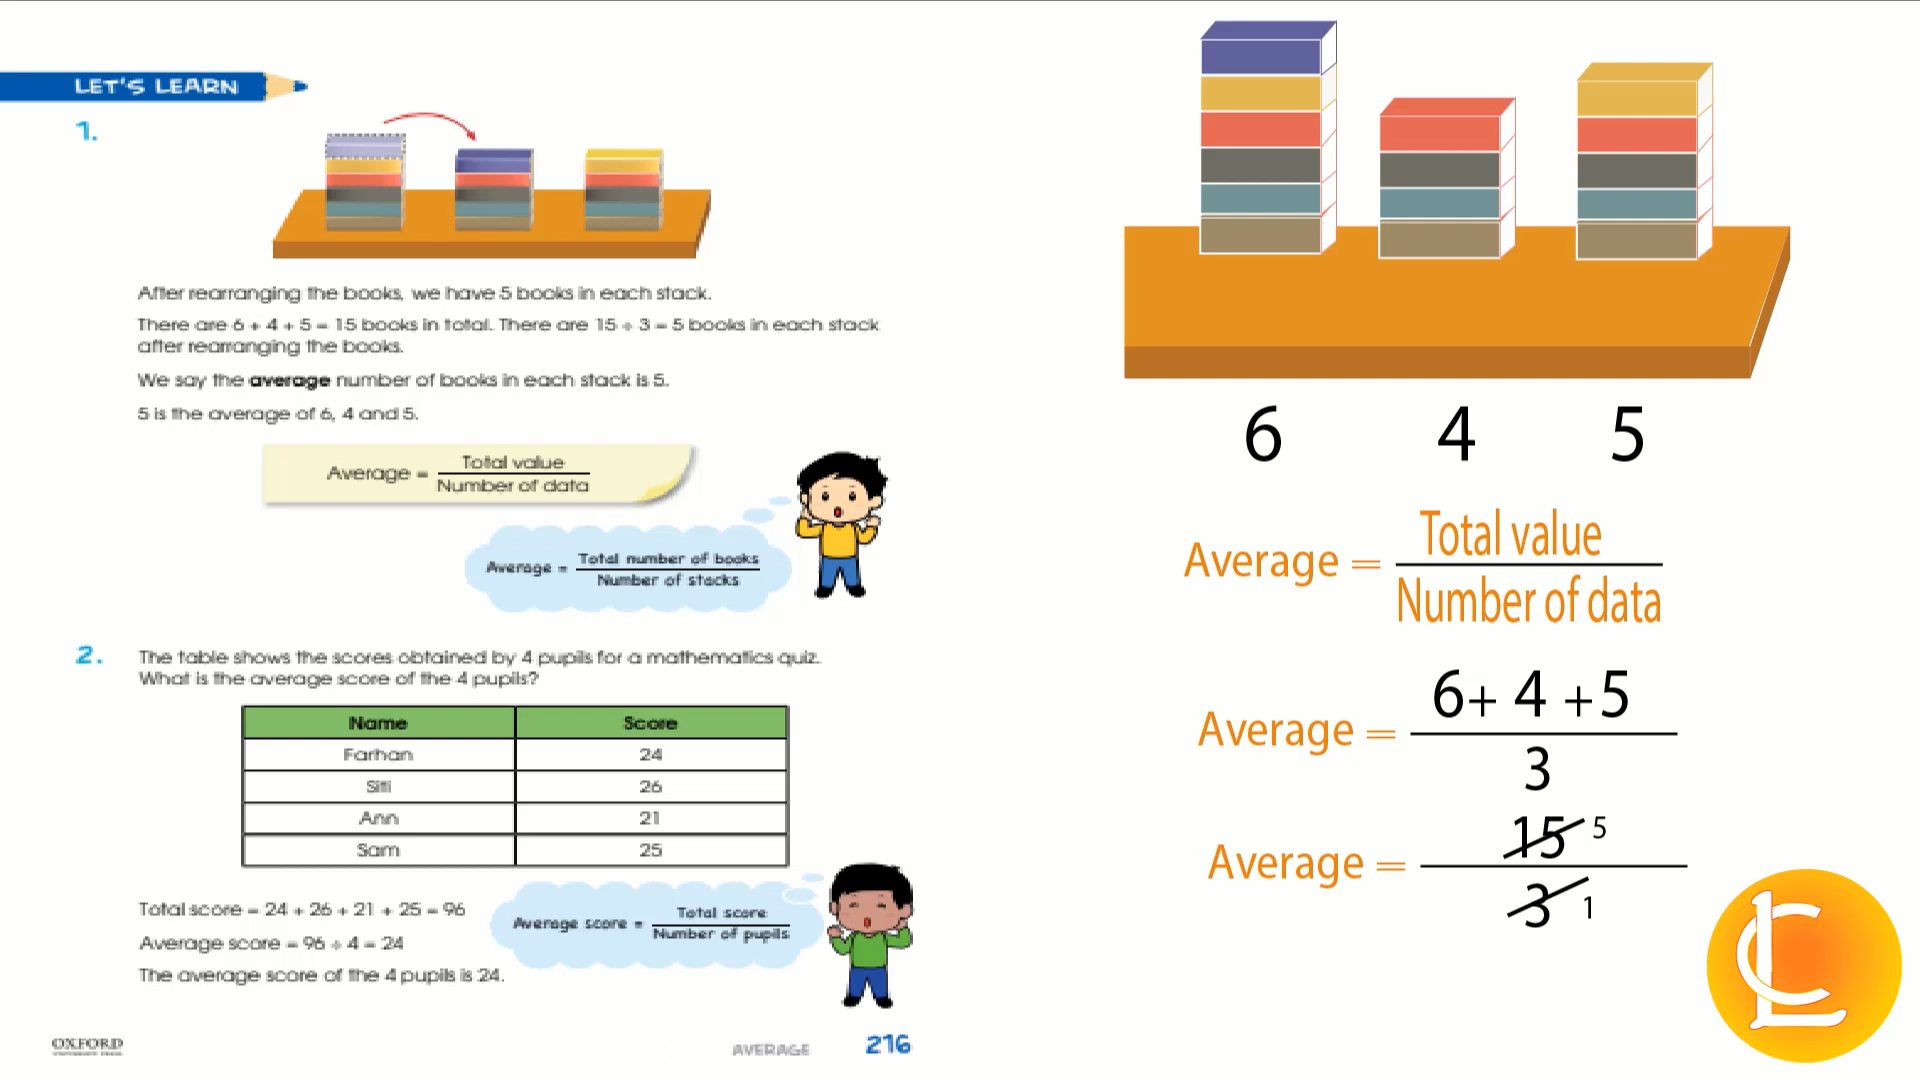 LET'S LEARN
1.
After rearranging the books, we have 5 books in each stack.
There are 6 + 4 + 5 = 15 books in total. There are 15 ÷ 3 = 5 books in each stack
after rearranging the books.
We say the average number of books in each stack is 5.
5 is the average of 6, 4 and 5.
Average = Total value
Number of data
Average = Total number of books
Number of stacks
2.
The table shows the scores obtained by 4 pupils for a mathematics quiz.
What is the average score of the 4 pupils?
Name Score
Farhan 24
Siti 26
Ann 21
Sam 25
Total score = 24 + 26 + 21 + 25 = 96
Average score = 96 ÷ 4 = 24
The average score of the 4 pupils is 24.
Average score = Total score
Number of pupils
OXFORD
UNIVERSITY PRESS
AVERAGE 216
6 4 5
Average = Total value
Number of data
Average = 6+ 4 +5
3
Average = 15 5
3 1
LC